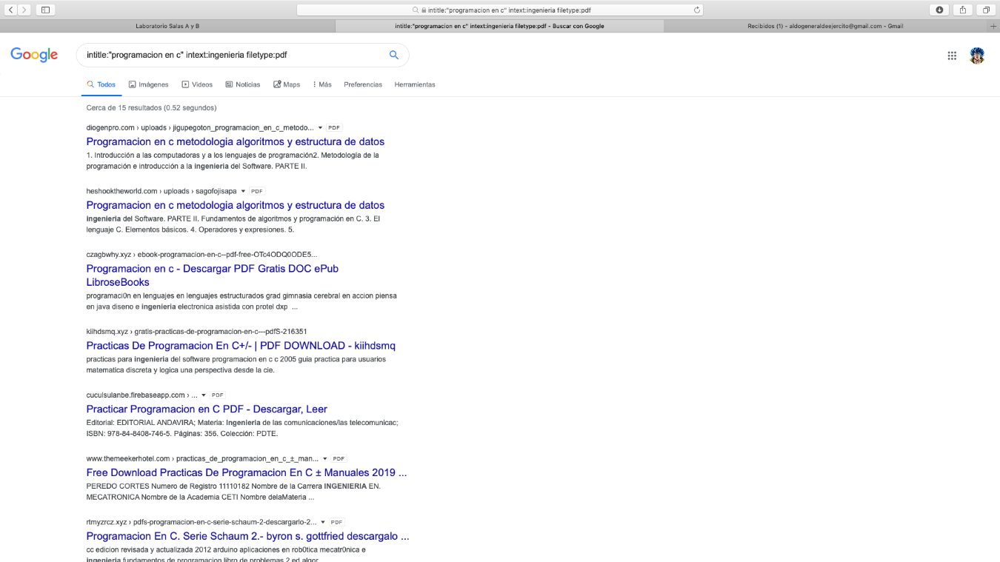 intitle:"programacion en c" intext:ingenieria filetype:pdf
Laboratorio Salas A y B
intitle:"programacion en c" intext:ingenieria filetype:pdf - Buscar con Google
Recibidos (1) - aldogeneraldeejercito@gmail.com - Gmail
Google
intitle:"programacion en c" intext:ingenieria filetype:pdf
Todos Imágenes Videos Noticias Maps Más Preferencias Herramientas
Cerca de 15 resultados (0.52 segundos)
diogenpro.com › uploads › jigupegoton_programacion_en_c_metodo... PDF
Programacion en c metodologia algoritmos y estructura de datos
1. Introducción a las computadoras y a los lenguajes de programación2. Metodología de la
programación e introducción a la ingenieria del Software. PARTE II.
heshooktheworld.com › uploads › sagofojisapa PDF
Programacion en c metodologia algoritmos y estructura de datos
ingenieria del Software. PARTE II. Fundamentos de algoritmos y programación en C. 3. El
lenguaje C. Elementos básicos. 4. Operadores y expresiones. 5.
czagbwhy.xyz › ebook-programacion-en-c--pdf-free-OTc4ODQ0ODE5...
Programacion en c - Descargar PDF Gratis DOC ePub
LibroseBooks
programaci0n en lenguajes en lenguajes estructurados grad gimnasia cerebral en accion piensa
en java diseno e ingenieria electronica asistida con protel dxp ...
kiihdsmq.xyz › gratis-practicas-de-programacion-en-c-–-pdfS-216351
Practicas De Programacion En C+/- | PDF DOWNLOAD - kiihdsmq
practicas para ingenieria del software programacion en c c 2005 guia practica para usuarios
matematica discreta y logica una perspectiva desde la cie.
cuculsulanbe.firebaseapp.com › ... PDF
Practicar Programacion en C PDF - Descargar, Leer
Editorial: EDITORIAL ANDAVIRA; Materia: Ingenieria de las comunicaciones/las telecomunicac;
ISBN: 978-84-8408-746-5. Páginas: 356. Colección: PDTE.
www.themeekerhotel.com › practicas_de_programacion_en_c_±_man... PDF
Free Download Practicas De Programacion En C ± Manuales 2019 ...
PEREDO CORTES Numero de Registro 11110182 Nombre de la Carrera INGENIERIA EN.
MECATRONICA Nombre de la Academia CETI Nombre delaMateria ...
rtmyzrcz.xyz › pdfs-programacion-en-c-serie-schaum-2-descargarlo-2... PDF
Programacion En C. Serie Schaum 2.- byron s. gottfried descargalo ...
cc edicion revisada y actualizada 2012 arduino aplicaciones en rob0tica mecatr0nica e
ingenieria fundamentos de programacion libro de problemas 2 ed algor